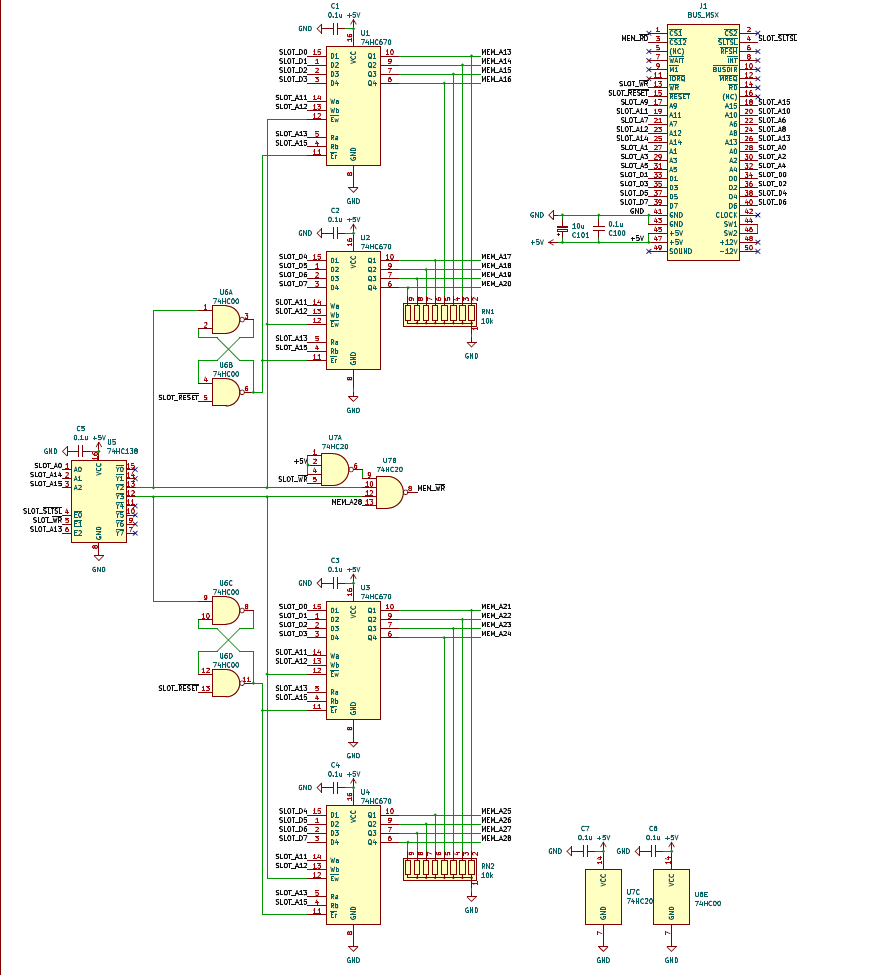 C1
0.1u +5V
GND
U1
74HC670
16
VCC
SLOT_D0 15 D1 Q1 10 MEM_A13
SLOT_D1 1 D2 Q2 9 MEM_A14
SLOT_D2 2 D3 Q3 7 MEM_A15
SLOT_D3 3 D4 Q4 6 MEM_A16
SLOT_A11 14 Wa
SLOT_A12 13 Wb
12 Ew
SLOT_A13 5 Ra
SLOT_A15 4 Rb
11 Er
GND
8
GND
C2
0.1u +5V
GND
U2
74HC670
16
VCC
SLOT_D4 15 D1 Q1 10 MEM_A17
SLOT_D5 1 D2 Q2 9 MEM_A18
SLOT_D6 2 D3 Q3 7 MEM_A19
SLOT_D7 3 D4 Q4 6 MEM_A20
SLOT_A11 14 Wa
SLOT_A12 13 Wb
12 Ew
SLOT_A13 5 Ra
SLOT_A15 4 Rb
11 Er
GND
8
GND
9 8 7 6 5 4 3 2
RN1
10k
1
GND
U6A
74HC00
1
2
3
U6B
74HC00
4
SLOT_RESET 5
6
C5
0.1u +5V
GND
U5
74HC138
16
VCC
SLOT_A0 1 A0 Y0 15
SLOT_A14 2 A1 Y1 14
SLOT_A15 3 A2 Y2 13
Y3 12
Y4 11
SLOT_SLTSL 4 E0 Y5 10
SLOT_WR 5 E1 Y6 9
SLOT_A13 6 E2 Y7 7
GND
8
GND
U7A
74HC20
1
+5V 2
4
SLOT_WR 5
6
U7B
74HC20
9
10
12
MEM_A28 13
8 MEM_WR
U6C
74HC00
9
10
8
U6D
74HC00
12
SLOT_RESET 13
11
C3
0.1u +5V
GND
U3
74HC670
16
VCC
SLOT_D0 15 D1 Q1 10 MEM_A21
SLOT_D1 1 D2 Q2 9 MEM_A22
SLOT_D2 2 D3 Q3 7 MEM_A23
SLOT_D3 3 D4 Q4 6 MEM_A24
SLOT_A11 14 Wa
SLOT_A12 13 Wb
12 Ew
SLOT_A13 5 Ra
SLOT_A15 4 Rb
11 Er
GND
8
GND
C4
0.1u +5V
GND
U4
74HC670
16
VCC
SLOT_D4 15 D1 Q1 10 MEM_A25
SLOT_D5 1 D2 Q2 9 MEM_A26
SLOT_D6 2 D3 Q3 7 MEM_A27
SLOT_D7 3 D4 Q4 6 MEM_A28
SLOT_A11 14 Wa
SLOT_A12 13 Wb
12 Ew
SLOT_A13 5 Ra
SLOT_A15 4 Rb
11 Er
GND
8
GND
9 8 7 6 5 4 3 2
RN2
10k
1
GND
J1
BUS_MSX
1 CS1 CS2 2
MEM_RD 3 CS12 SLTSL 4 SLOT_SLTSL
5 (NC) RFSH 6
7 WAIT INT 8
9 M1 BUSDIR 10
11 IORQ MREQ 12
SLOT_WR 13 WR RD 14
SLOT_RESET 15 RESET (NC) 16
SLOT_A9 17 A9 A15 18 SLOT_A15
SLOT_A11 19 A11 A10 20 SLOT_A10
SLOT_A7 21 A7 A6 22 SLOT_A6
SLOT_A12 23 A12 A8 24 SLOT_A8
SLOT_A14 25 A14 A13 26 SLOT_A13
SLOT_A1 27 A1 A0 28 SLOT_A0
SLOT_A3 29 A3 A2 30 SLOT_A2
SLOT_A5 31 A5 A4 32 SLOT_A4
SLOT_D1 33 D1 D0 34 SLOT_D0
SLOT_D3 35 D3 D2 36 SLOT_D2
SLOT_D5 37 D5 D4 38 SLOT_D4
SLOT_D7 39 D7 D6 40 SLOT_D6
GND 41 GND CLOCK 42
43 GND SW1 44
45 +5V SW2 46
+5V 47 +5V +12V 48
49 SOUND -12V 50
GND
10u
C101
0.1u
C100
+5V
C7
+5V
0.1u
GND
14
VCC
U7C
74HC20
GND
7
GND
C6
+5V
0.1u
GND
14
VCC
U6E
74HC00
GND
7
GND